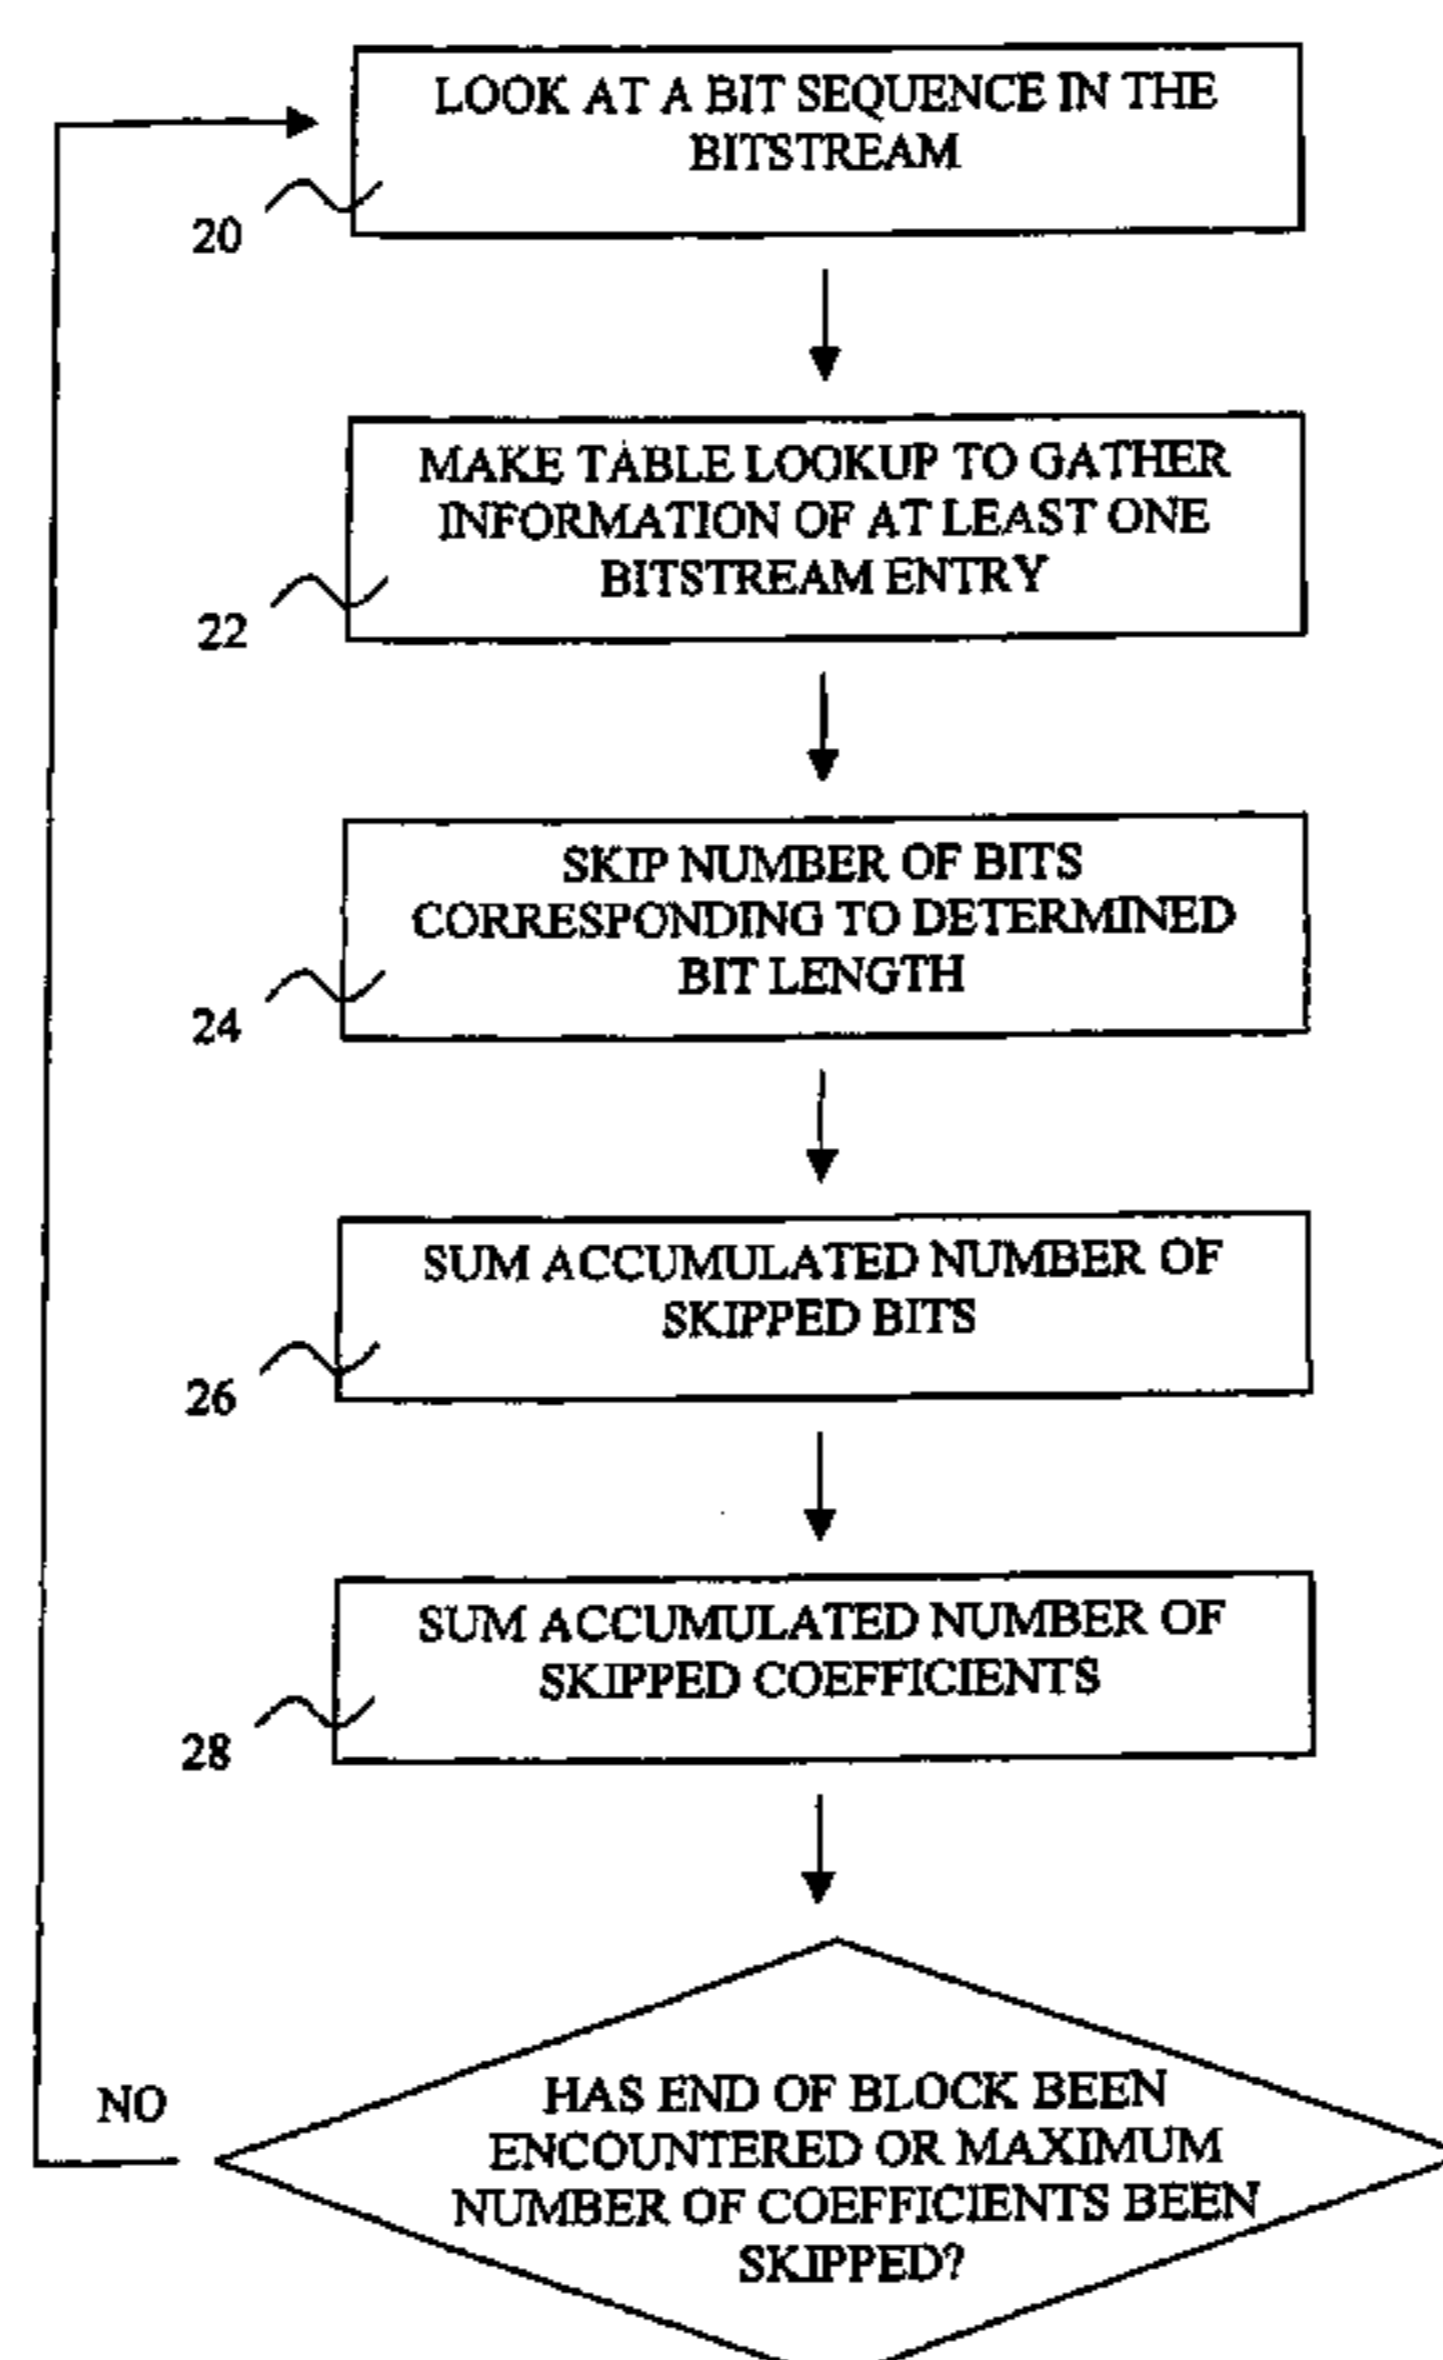 LOOK AT A BIT SEQUENCE IN THE
BITSTREAM
20
MAKE TABLE LOOKUP TO GATHER
INFORMATION OF AT LEAST ONE
BITSTREAM ENTRY
22
SKIP NUMBER OF BITS
CORRESPONDING TO DETERMINED
BIT LENGTH
24
SUM ACCUMULATED NUMBER OF
SKIPPED BITS
26
SUM ACCUMULATED NUMBER OF
SKIPPED COEFFICIENTS
28
NO
HAS END OF BLOCK BEEN
ENCOUNTERED OR MAXIMUM
NUMBER OF COEFFICIENTS BEEN
SKIPPED?